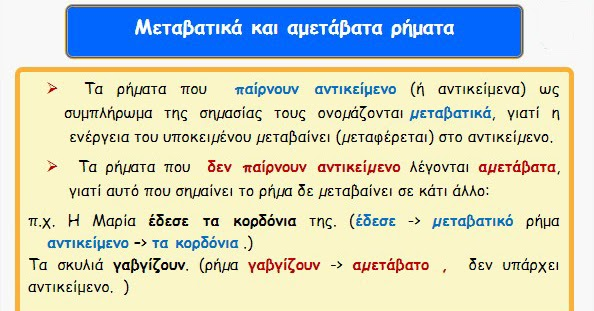 Μεταβατικά και αμετάβατα ρήματα
➢ Τα ρήματα που παίρνουν αντικείμενο (ή αντικείμενα) ως
συμπλήρωμα της σημασίας τους ονομάζονται μεταβατικά, γιατί η
ενέργεια του υποκειμένου μεταβαίνει (μεταφέρεται) στο αντικείμενο.
➢ Τα ρήματα που δεν παίρνουν αντικείμενο λέγονται αμετάβατα,
γιατί αυτό που σημαίνει το ρήμα δε μεταβαίνει σε κάτι άλλο:
π.χ. Η Μαρία έδεσε τα κορδόνια της. (έδεσε -> μεταβατικό ρήμα
αντικείμενο –> τα κορδόνια .)
Τα σκυλιά γαβγίζουν. (ρήμα γαβγίζουν -> αμετάβατο , δεν υπάρχει
αντικείμενο. )